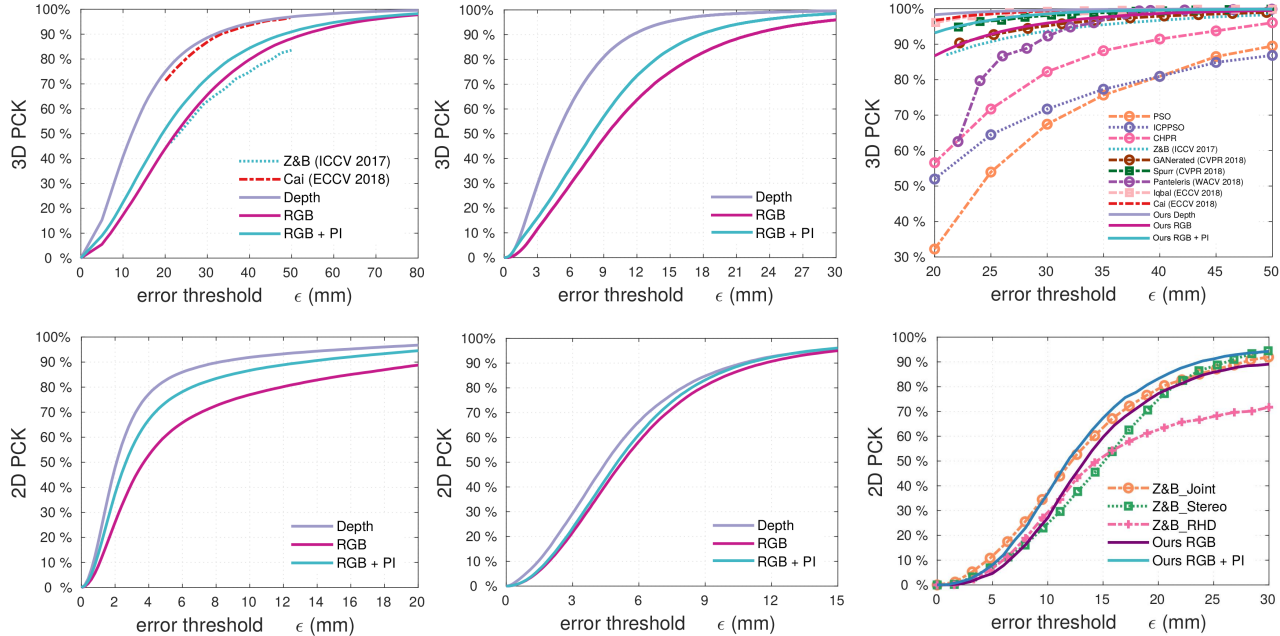 3D PCK
100%
90 %
80 %
70 %
60 %
50 %
40 %
30 %
20 %
10 %
0 %
0 10 20 30 40 50 60 70 80
error threshold ϵ (mm)
Z&B (ICCV 2017)
Cai (ECCV 2018)
Depth
RGB
RGB + PI
3D PCK
100%
90 %
80 %
70 %
60 %
50 %
40 %
30 %
20 %
10 %
0 %
0 3 6 9 12 15 18 21 24 27 30
error threshold ϵ (mm)
Depth
RGB
RGB + PI
3D PCK
100%
90 %
80 %
70 %
60 %
50 %
40 %
30 %
20 25 30 35 40 45 50
error threshold ϵ (mm)
PSO
ICPPSO
CHPR
Z&B (ICCV 2017)
GANerated (CVPR 2018)
Spurr (CVPR 2018)
Panteleris (WACV 2018)
Iqbal (ECCV 2018)
Cai (ECCV 2018)
Ours Depth
Ours RGB
Ours RGB + PI
2D PCK
100%
90 %
80 %
70 %
60 %
50 %
40 %
30 %
20 %
10 %
0 %
0 2 4 6 8 10 12 14 16 18 20
error threshold ϵ (mm)
Depth
RGB
RGB + PI
2D PCK
100%
90 %
80 %
70 %
60 %
50 %
40 %
30 %
20 %
10 %
0 %
0 3 6 9 12 15
error threshold ϵ (mm)
Depth
RGB
RGB + PI
2D PCK
100%
90 %
80 %
70 %
60 %
50 %
40 %
30 %
20 %
10 %
0 %
0 5 10 15 20 25 30
error threshold ϵ (mm)
Z&B_Joint
Z&B_Stereo
Z&B_RHD
Ours RGB
Ours RGB + PI